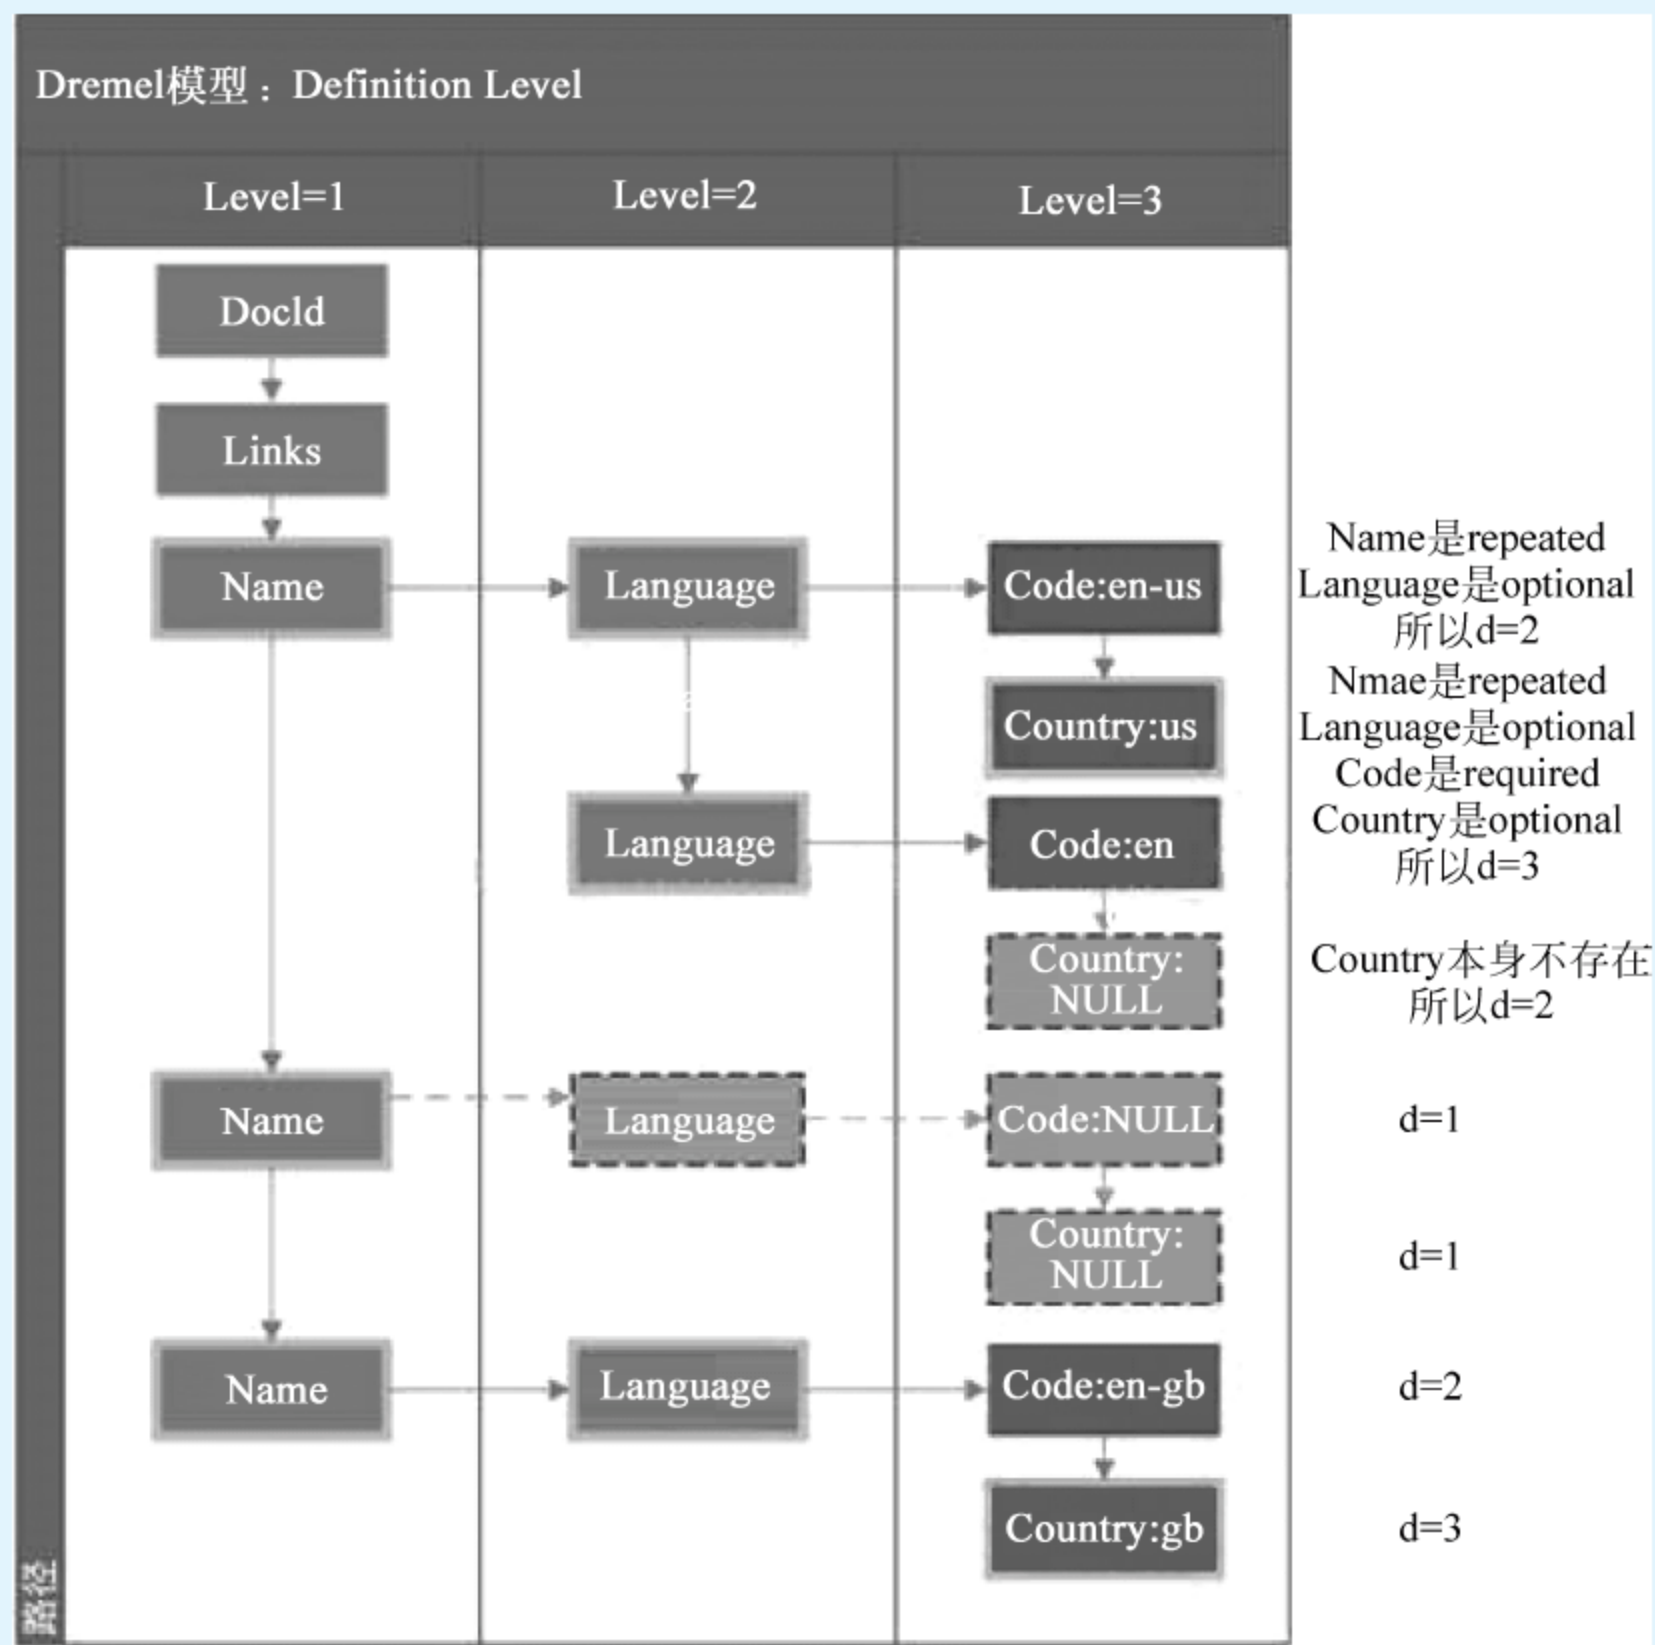 Dremel模型：Definition Level
Level=1
Level=2
Level=3
DocId
Links
Name
Language
Code:en-us
Name是repeated
Language是optional
所以d=2
Country:us
Nmae是repeated
Language是optional
Code是required
Country是optional
所以d=3
Language
Code:en
Country:
NULL
Country本身不存在
所以d=2
Name
Language
Code:NULL
d=1
Country:
NULL
d=1
Name
Language
Code:en-gb
d=2
Country:gb
d=3
路径